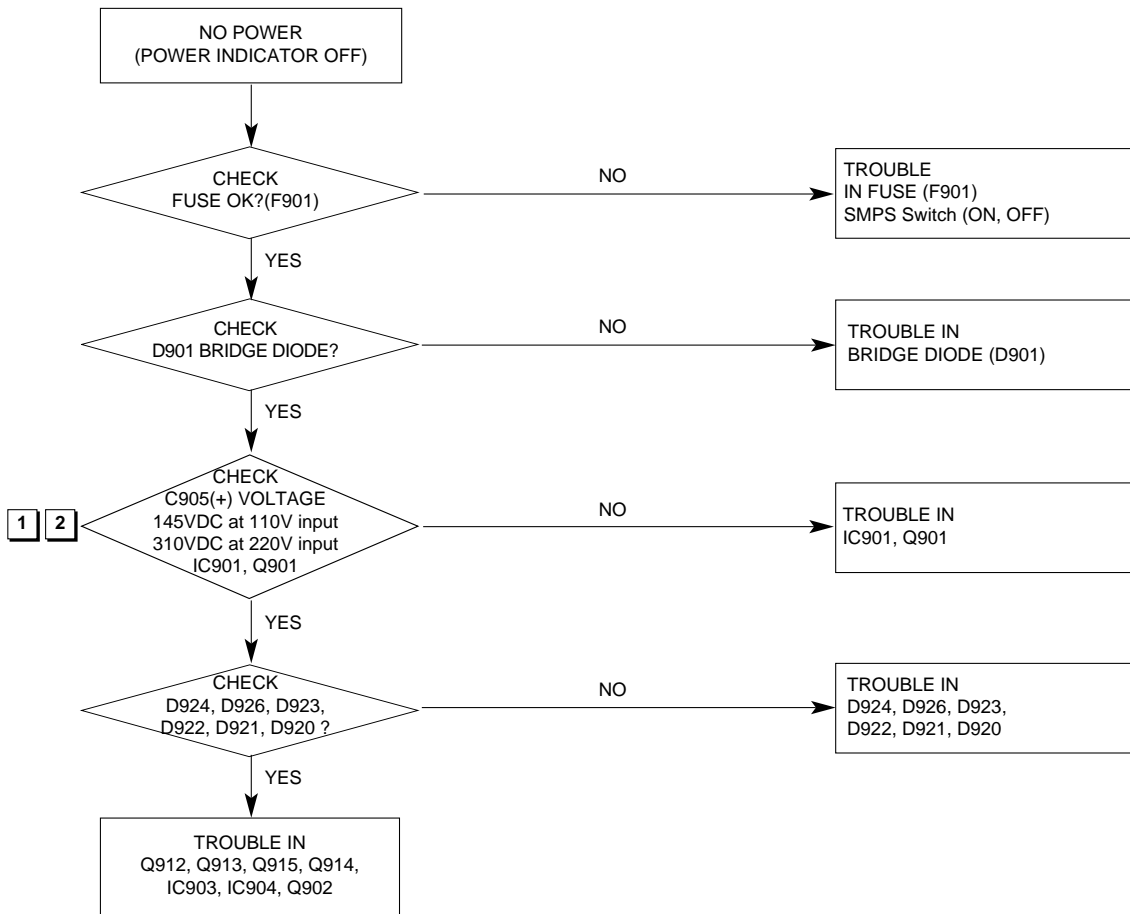 NO POWER
(POWER INDICATOR OFF)
CHECK
FUSE OK?(F901)
NO
TROUBLE
IN FUSE (F901)
SMPS Switch (ON, OFF)
YES
CHECK
D901 BRIDGE DIODE?
NO
TROUBLE IN
BRIDGE DIODE (D901)
YES
1 2
CHECK
C905(+) VOLTAGE
145VDC at 110V input
310VDC at 220V input
IC901, Q901
NO
TROUBLE IN
IC901, Q901
YES
CHECK
D924, D926, D923,
D922, D921, D920 ?
NO
TROUBLE IN
D924, D926, D923,
D922, D921, D920
YES
TROUBLE IN
Q912, Q913, Q915, Q914,
IC903, IC904, Q902